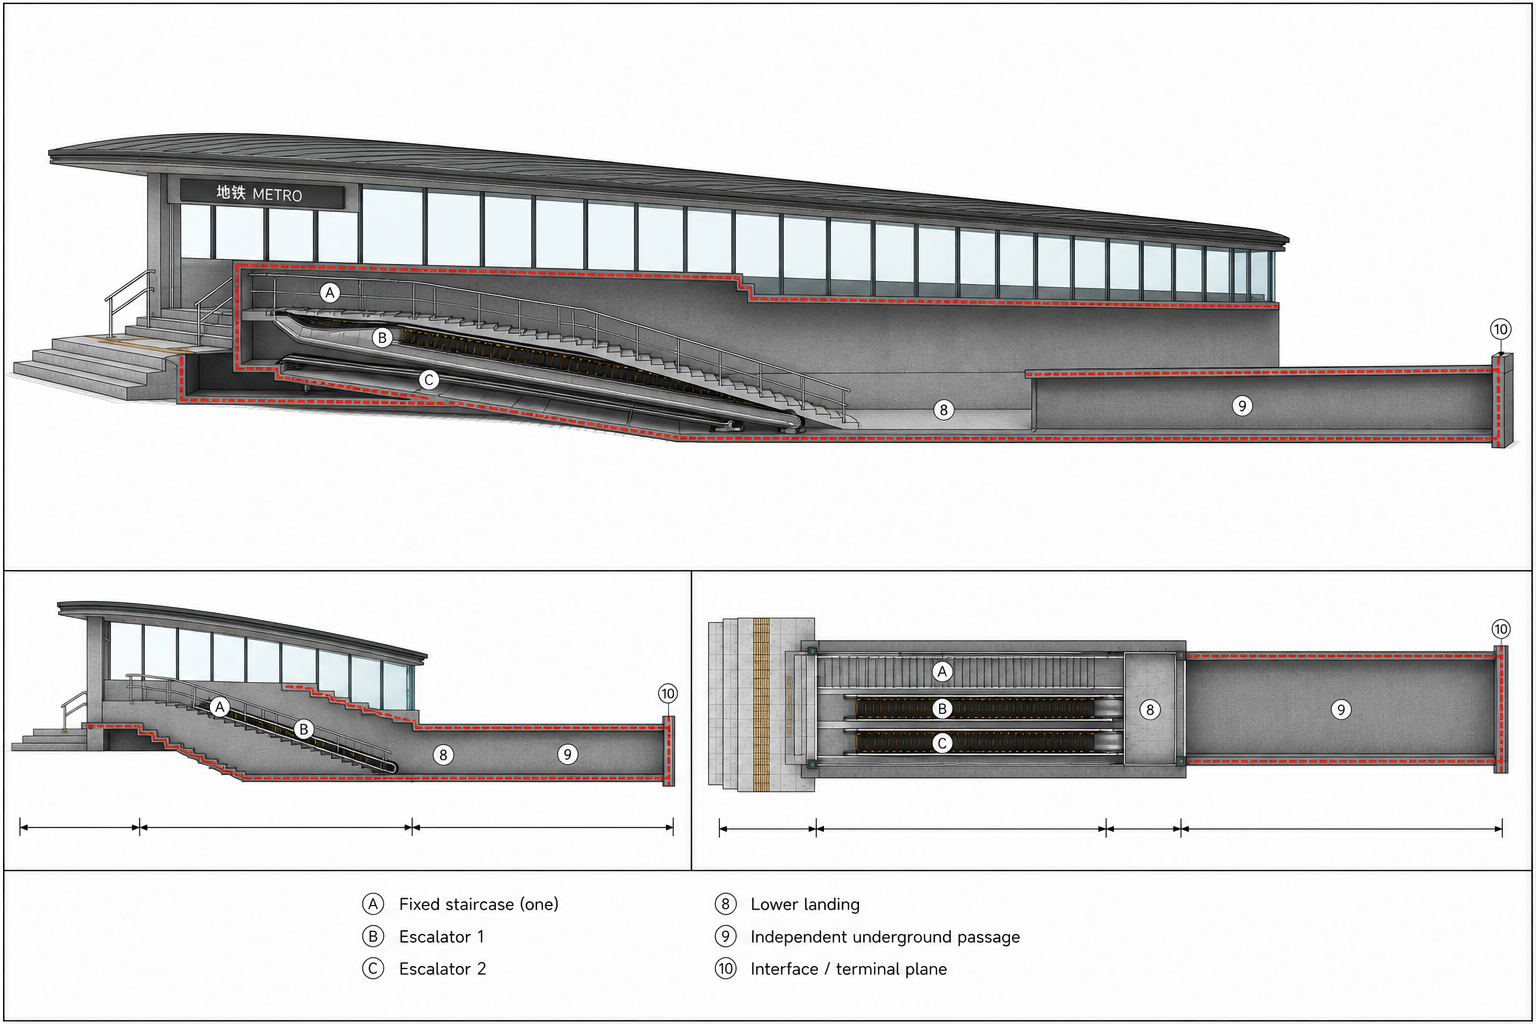 地铁 METRO
10
A
B
C
8
9
10
A
B
8
9
10
A
B
C
8
9
A Fixed staircase (one)
B Escalator 1
C Escalator 2
8 Lower landing
9 Independent underground passage
10 Interface / terminal plane